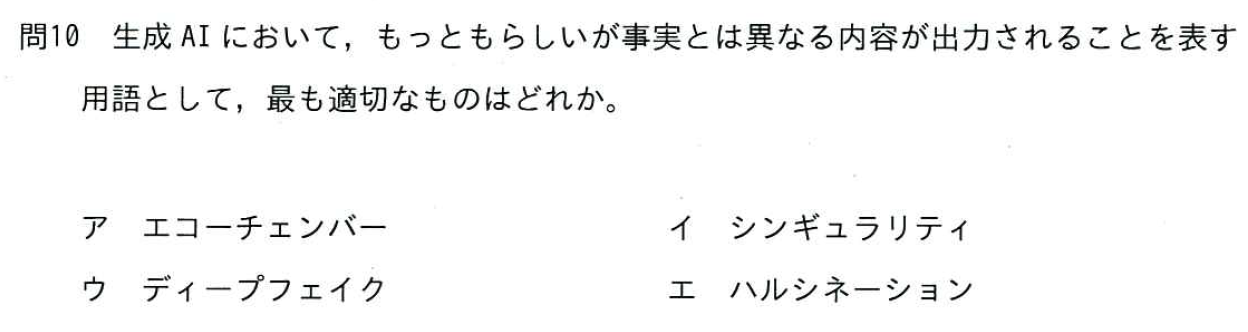 問10　生成 AI において，もっともらしいが事実とは異なる内容が出力されることを表す
用語として，最も適切なものはどれか。
ア　エコーチェンバー　イ　シンギュラリティ
ウ　ディープフェイク　エ　ハルシネーション